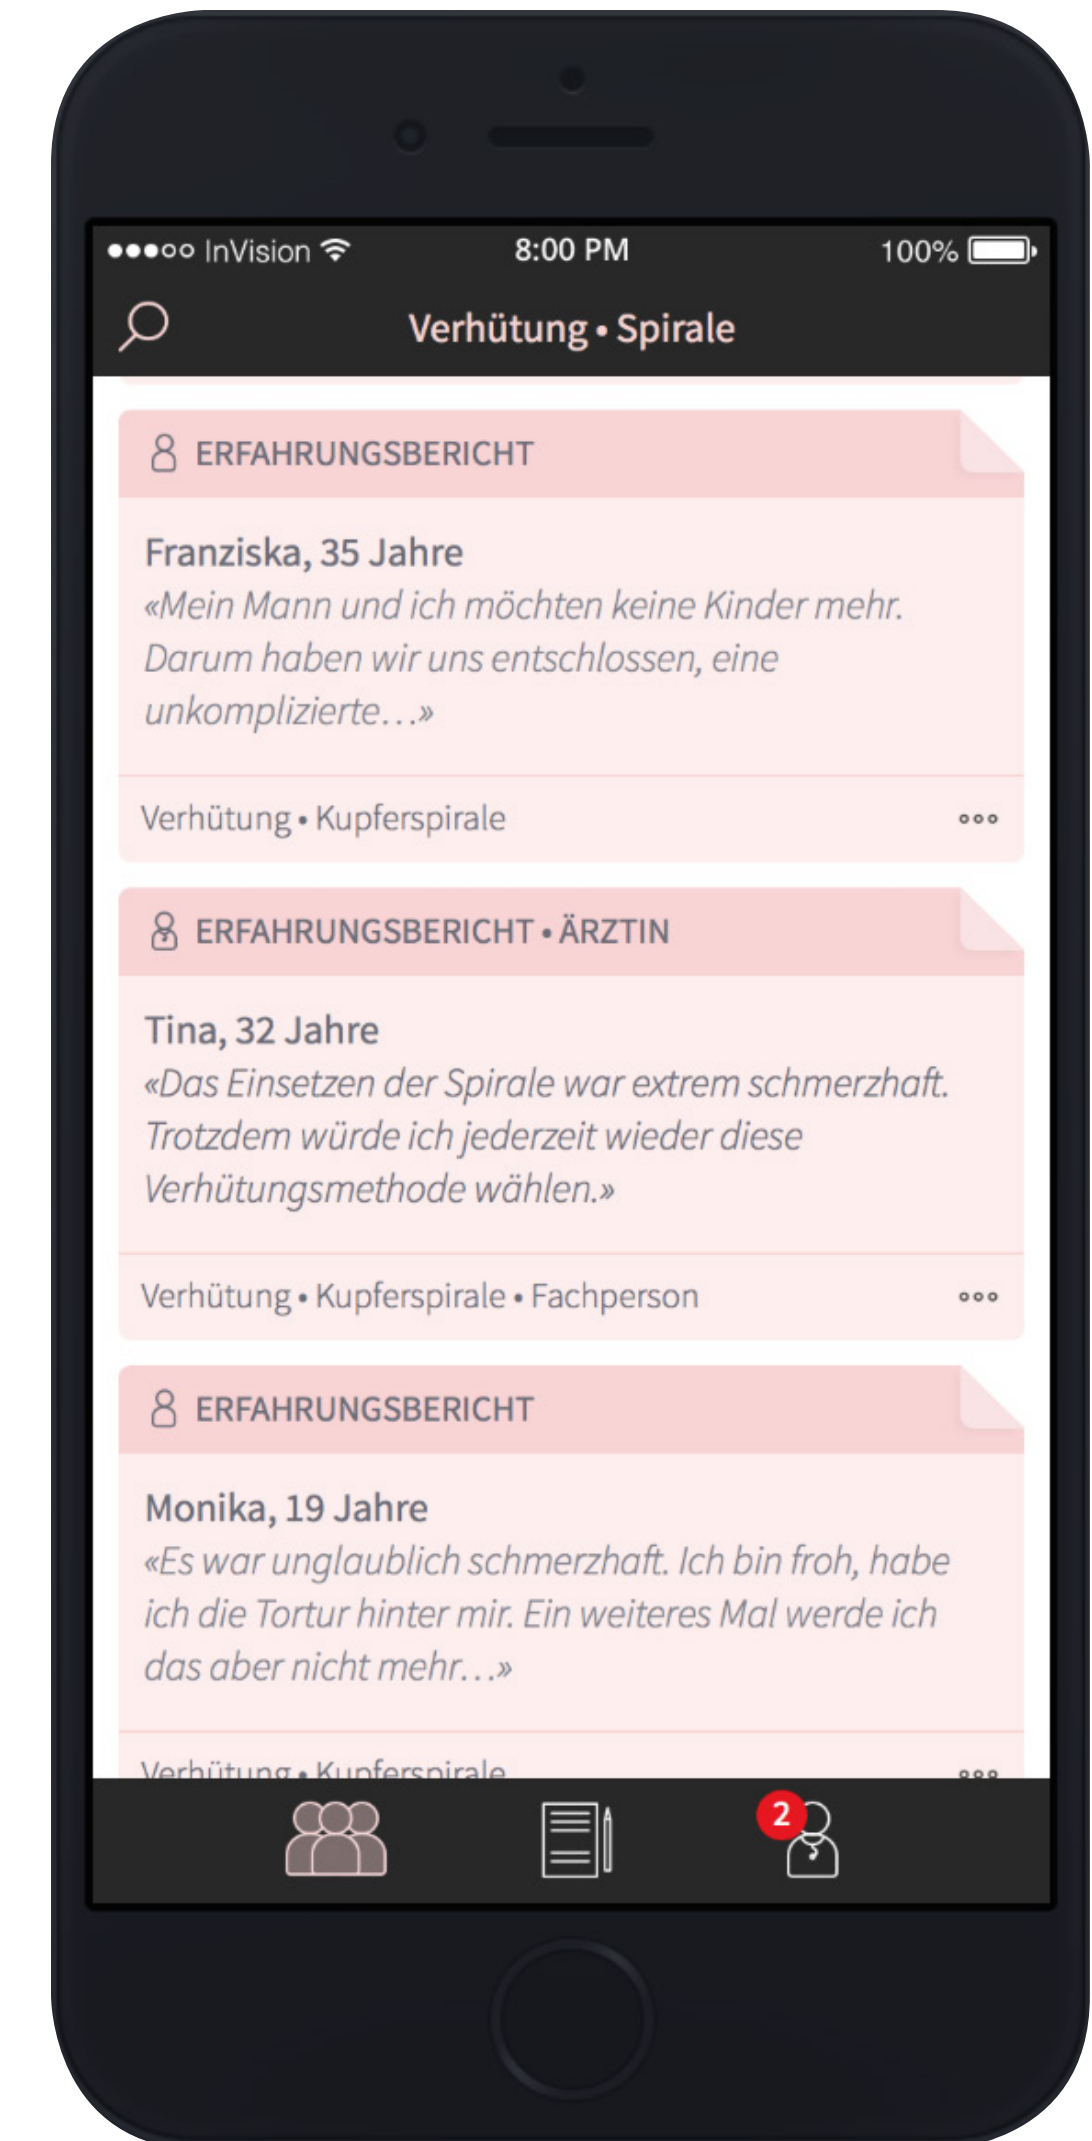 InVision 8:00 PM 100%
Verhütung • Spirale
ERFAHRUNGSBERICHT
Franziska, 35 Jahre
«Mein Mann und ich möchten keine Kinder mehr.
Darum haben wir uns entschlossen, eine
unkomplizierte…»
Verhütung • Kupferspirale
ERFAHRUNGSBERICHT • ÄRZTIN
Tina, 32 Jahre
«Das Einsetzen der Spirale war extrem schmerzhaft.
Trotzdem würde ich jederzeit wieder diese
Verhütungsmethode wählen.»
Verhütung • Kupferspirale • Fachperson
ERFAHRUNGSBERICHT
Monika, 19 Jahre
«Es war unglaublich schmerzhaft. Ich bin froh, habe
ich die Tortur hinter mir. Ein weiteres Mal werde ich
das aber nicht mehr…»
Verhütung • Kupferspirale
2